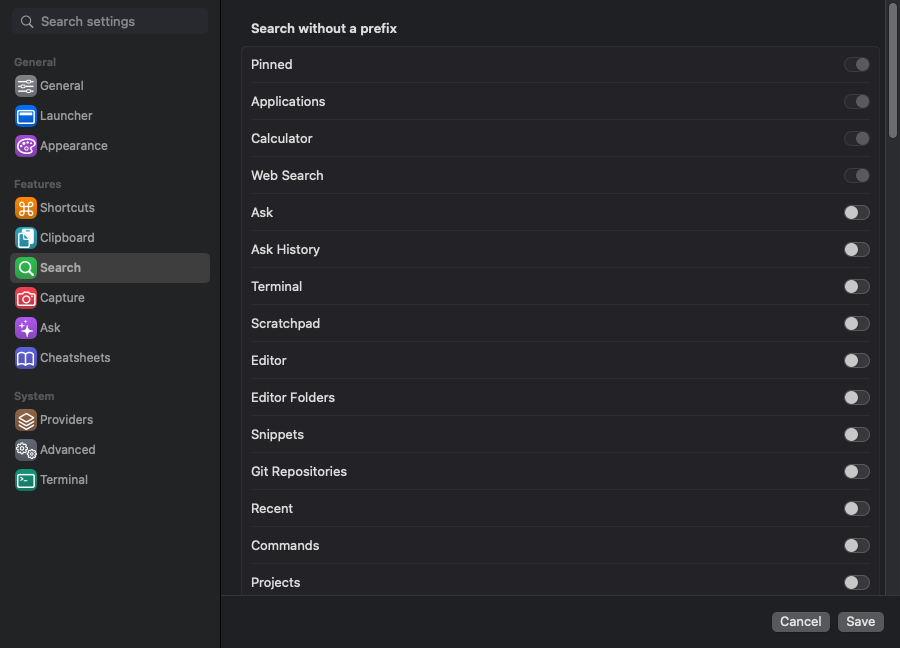 Search settings
General
General
Launcher
Appearance
Features
Shortcuts
Clipboard
Search
Capture
Ask
Cheatsheets
System
Providers
Advanced
Terminal
Search without a prefix
Pinned
Applications
Calculator
Web Search
Ask
Ask History
Terminal
Scratchpad
Editor
Editor Folders
Snippets
Git Repositories
Recent
Commands
Projects
Cancel
Save